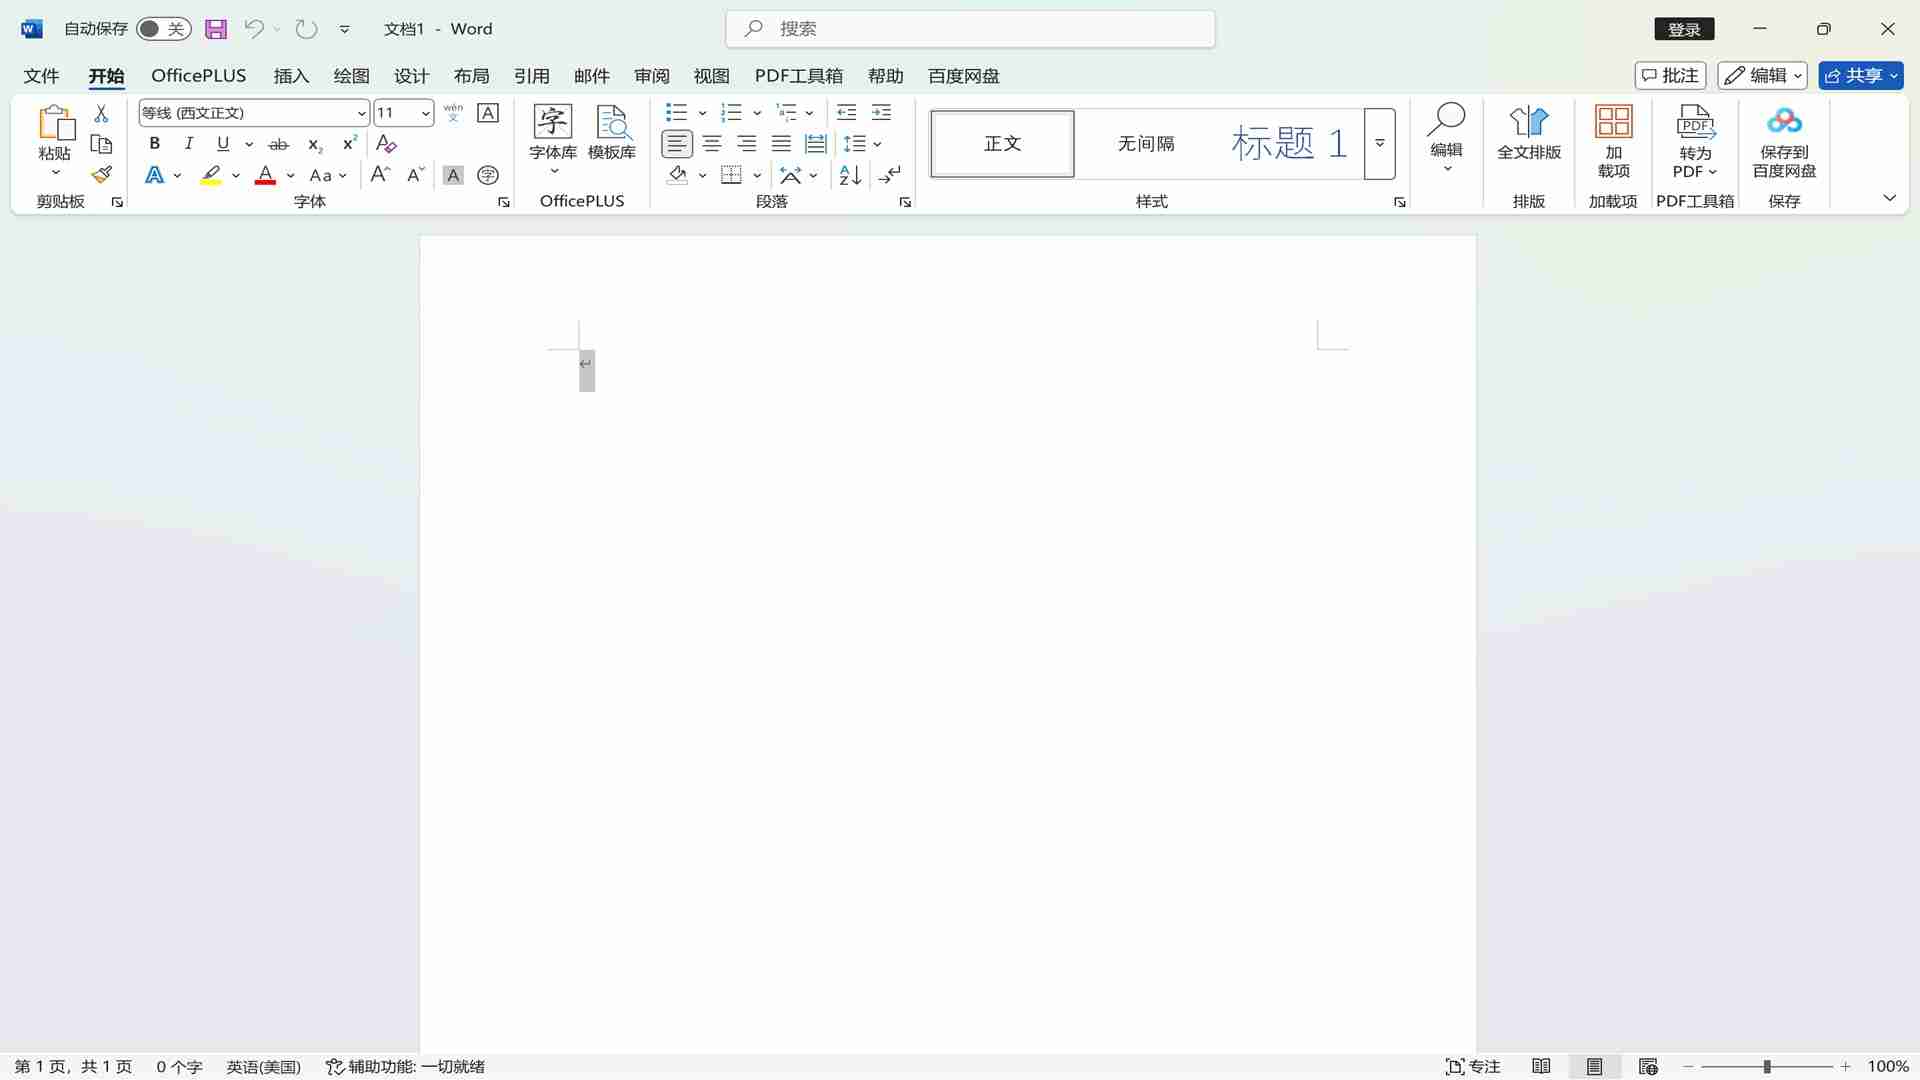 自动保存 关 文档1 - Word 搜索 登录
文件 开始 OfficePLUS 插入 绘图 设计 布局 引用 邮件 审阅 视图 PDF工具箱 帮助 百度网盘 批注 编辑 共享
粘贴
剪贴板
等线 (西文正文) 11 wén 文 A
B I U ab x₂ x² A
A A Aa A A A 字
字体
字
字体库 模板库
OfficePLUS
段落
正文 无间隔 标题 1
样式
编辑
全文排版
排版
加
载项
加载项
PDF
转为
PDF
PDF工具箱
保存到
百度网盘
保存
第 1 页，共 1 页 0 个字 英语(美国) 辅助功能: 一切就绪 专注 100%